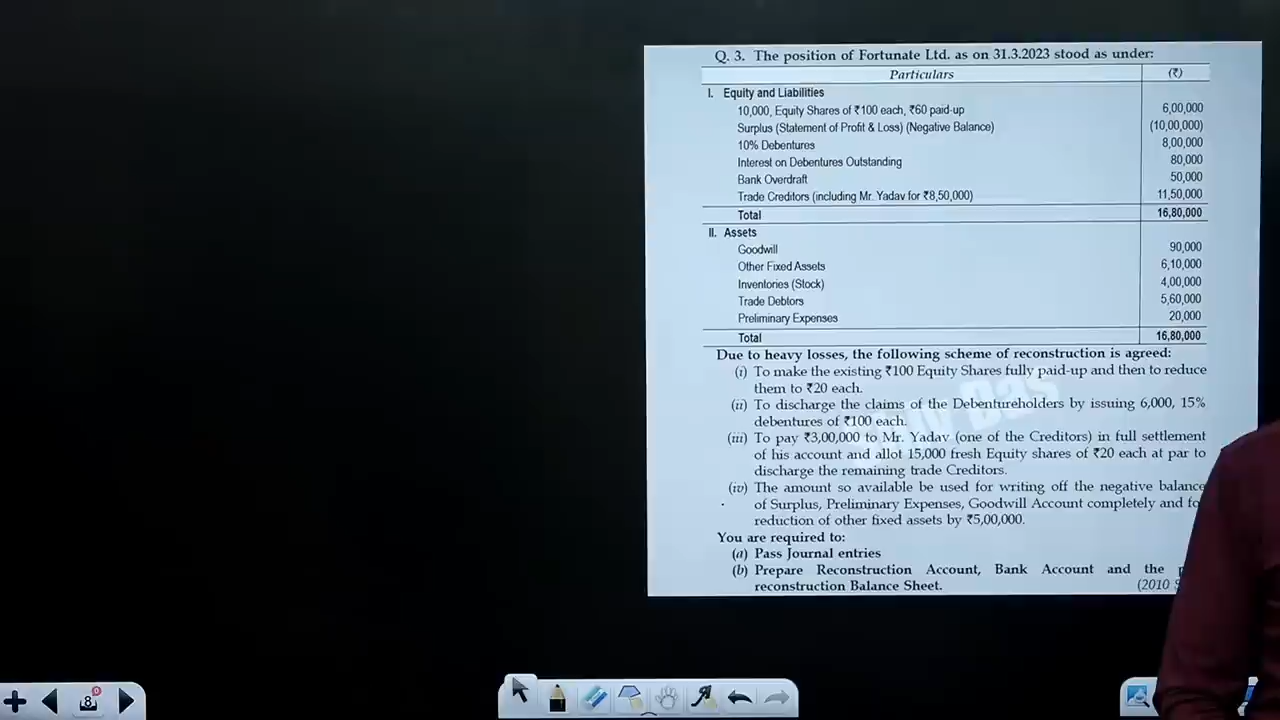 Q. 3. The position of Fortunate Ltd. as on 31.3.2023 stood as under:
Particulars (₹)
I. Equity and Liabilities
10,000, Equity Shares of ₹100 each, ₹60 paid-up 6,00,000
Surplus (Statement of Profit & Loss) (Negative Balance) (10,00,000)
10% Debentures 8,00,000
Interest on Debentures Outstanding 80,000
Bank Overdraft 50,000
Trade Creditors (including Mr. Yadav for ₹8,50,000) 11,50,000
Total 16,80,000
II. Assets
Goodwill 90,000
Other Fixed Assets 6,10,000
Inventories (Stock) 4,00,000
Trade Debtors 5,60,000
Preliminary Expenses 20,000
Total 16,80,000
Due to heavy losses, the following scheme of reconstruction is agreed:
(i) To make the existing ₹100 Equity Shares fully paid-up and then to reduce
them to ₹20 each.
(ii) To discharge the claims of the Debentureholders by issuing 6,000, 15%
debentures of ₹100 each.
(iii) To pay ₹3,00,000 to Mr. Yadav (one of the Creditors) in full settlement
of his account and allot 15,000 fresh Equity shares of ₹20 each at par to
discharge the remaining trade Creditors.
(iv) The amount so available be used for writing off the negative balance
of Surplus, Preliminary Expenses, Goodwill Account completely and
reduction of other fixed assets by ₹5,00,000.
You are required to:
(a) Pass Journal entries
(b) Prepare Reconstruction Account, Bank Account and the
reconstruction Balance Sheet. (2010
8
0